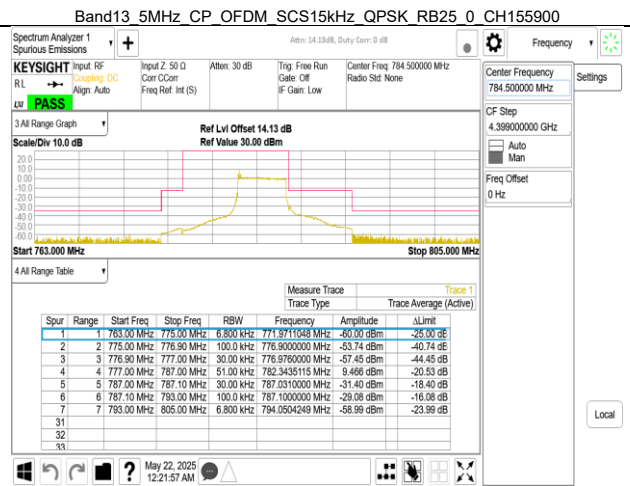 Band13_5MHz_CP_OFDM_SCS15kHz_QPSK_RB25_0_CH155900
Spectrum Analyzer 1
Spurious Emissions
Attn: 14.13dB, Duty Corr: 0 dB
Frequency
KEYSIGHT
RL
LXI PASS
Input: RF
Coupling: DC
Align: Auto
Input Z: 50 Ω
Corr CCorr
Freq Ref: Int (S)
Atten: 30 dB
Trig: Free Run
Gate: Off
IF Gain: Low
Center Freq: 784.500000 MHz
Radio Std: None
Center Frequency
784.500000 MHz
Settings
CF Step
4.399000000 GHz
Auto
Man
Freq Offset
0 Hz
3 All Range Graph
Scale/Div 10.0 dB
Ref Lvl Offset 14.13 dB
Ref Value 30.00 dBm
20.0
10.0
0.00
-10.0
-20.0
-30.0
-40.0
-50.0
-60.0
Start 763.000 MHz
Stop 805.000 MHz
4 All Range Table
Measure Trace Trace 1
Trace Type Trace Average (Active)
Spur Range Start Freq Stop Freq RBW Frequency Amplitude ΔLimit
1 1 763.00 MHz 775.00 MHz 6.800 kHz 771.9711048 MHz -60.00 dBm -25.00 dB
2 2 775.00 MHz 776.90 MHz 100.0 kHz 776.9000000 MHz -53.74 dBm -40.74 dB
3 3 776.90 MHz 777.00 MHz 30.00 kHz 776.9760000 MHz -57.45 dBm -44.45 dB
4 4 777.00 MHz 787.00 MHz 51.00 kHz 782.3435115 MHz 9.466 dBm -20.53 dB
5 5 787.00 MHz 787.10 MHz 30.00 kHz 787.0310000 MHz -31.40 dBm -18.40 dB
6 6 787.10 MHz 793.00 MHz 100.0 kHz 787.1000000 MHz -29.08 dBm -16.08 dB
7 7 793.00 MHz 805.00 MHz 6.800 kHz 794.0504249 MHz -58.99 dBm -23.99 dB
31
32
33
Local
?
May 22, 2025
12:21:57 AM